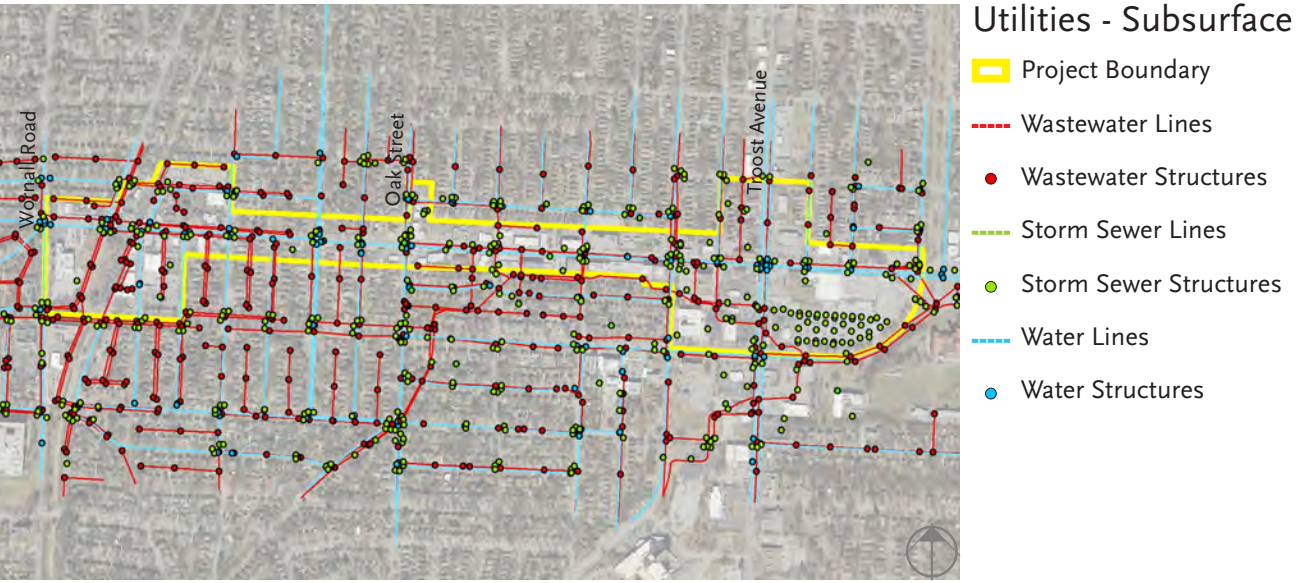 Utilities - Subsurface
Project Boundary
Wastewater Lines
Wastewater Structures
Storm Sewer Lines
Storm Sewer Structures
Water Lines
Water Structures
Wornall Road
Oak Street
Troost Avenue